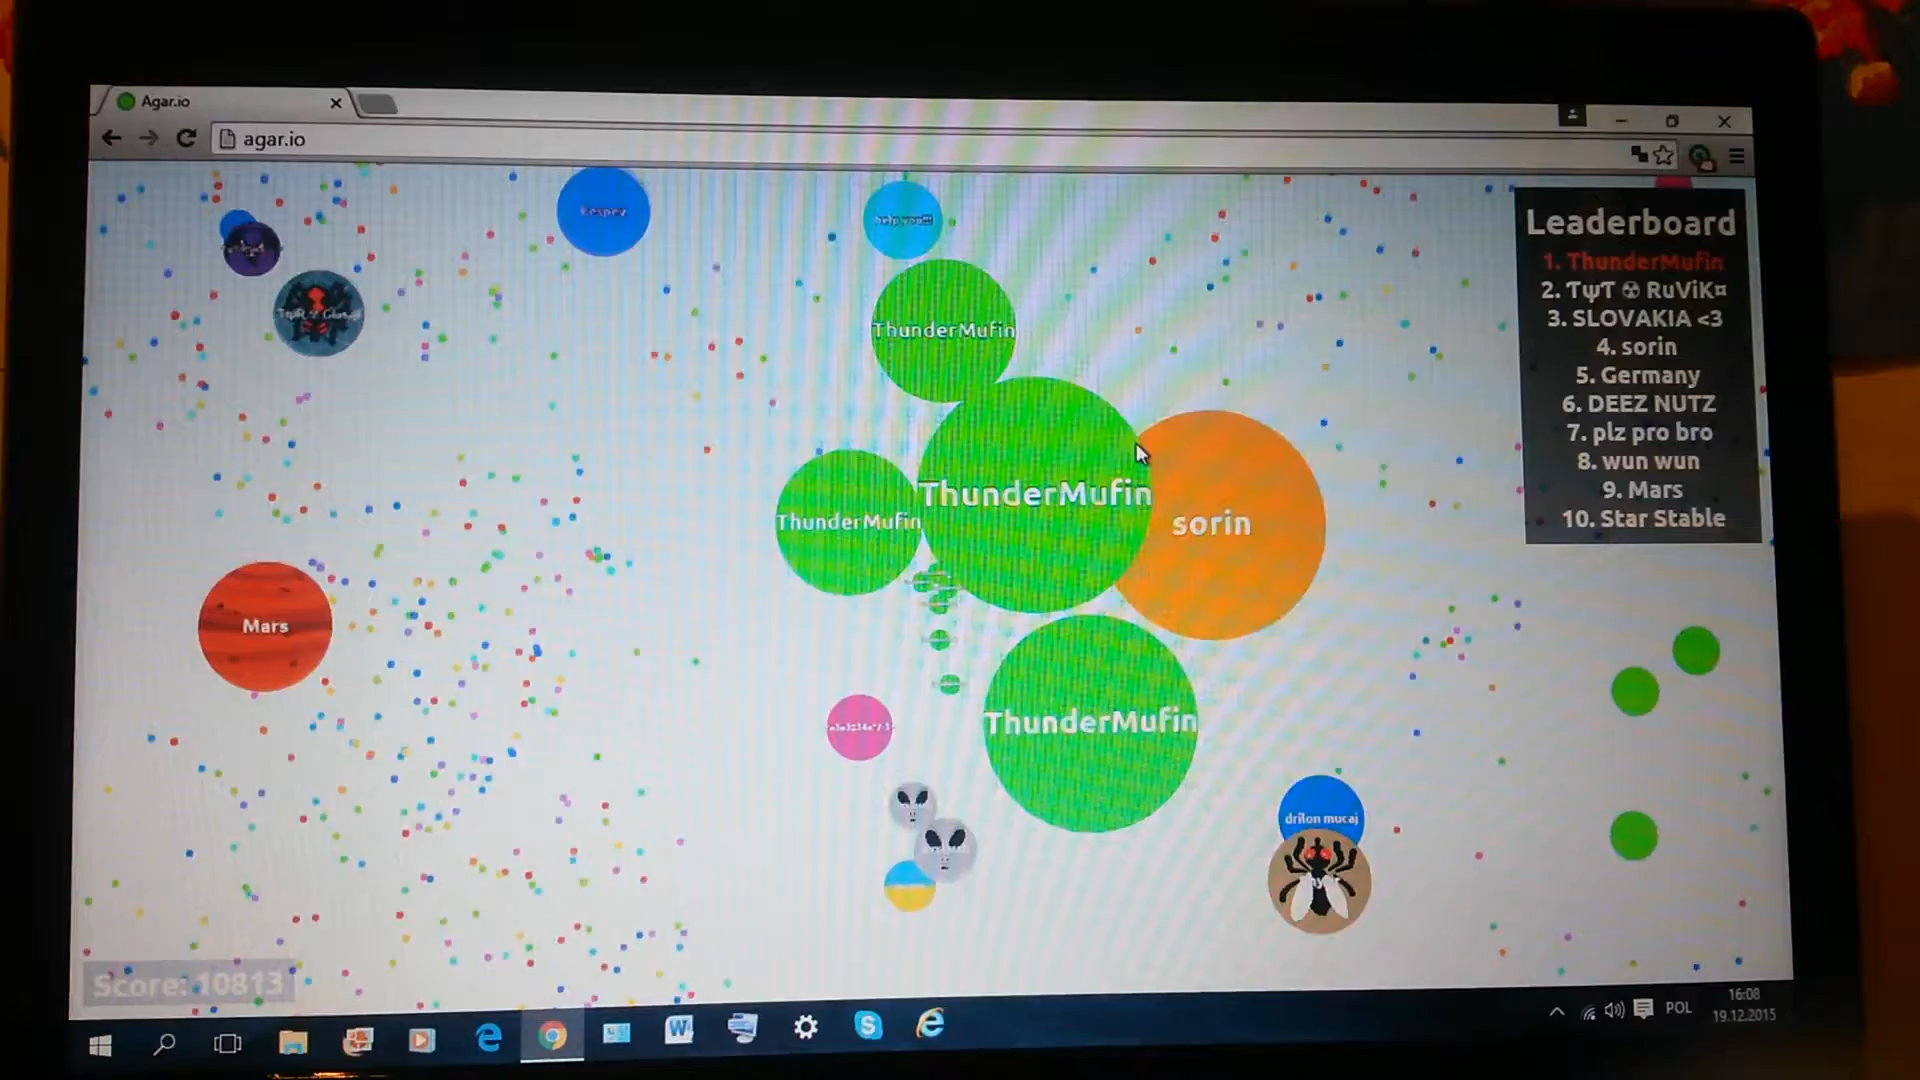 Agar.io
agar.io
help you!!!
Leaderboard
1. ThunderMufin
2. TψT ☢ RuViK¤
3. SLOVAKIA <3
4. sorin
5. Germany
6. DEEZ NUTZ
7. plz pro bro
8. wun wun
9. Mars
10. Star Stable
ThunderMufin
ThunderMufin
ThunderMufin
sorin
Mars
ThunderMufin
drilon mucaj
Score: 10813
16:08
POL
19.12.2015